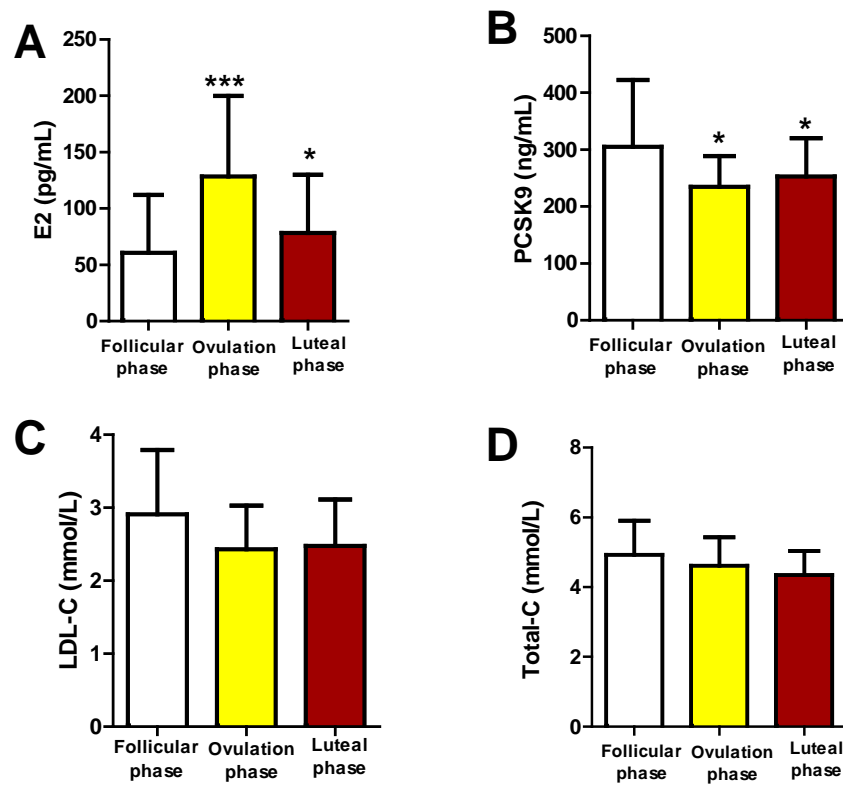 A
E2 (pg/mL)
250
200
150
100
50
0
***
*
Follicular
phase
Ovulation
phase
Luteal
phase
B
PCSK9 (ng/mL)
500
400
300
200
100
0
*
*
Follicular
phase
Ovulation
phase
Luteal
phase
C
LDL-C (mmol/L)
4
3
2
1
0
Follicular
phase
Ovulation
phase
Luteal
phase
D
Total-C (mmol/L)
8
6
4
2
0
Follicular
phase
Ovulation
phase
Luteal
phase